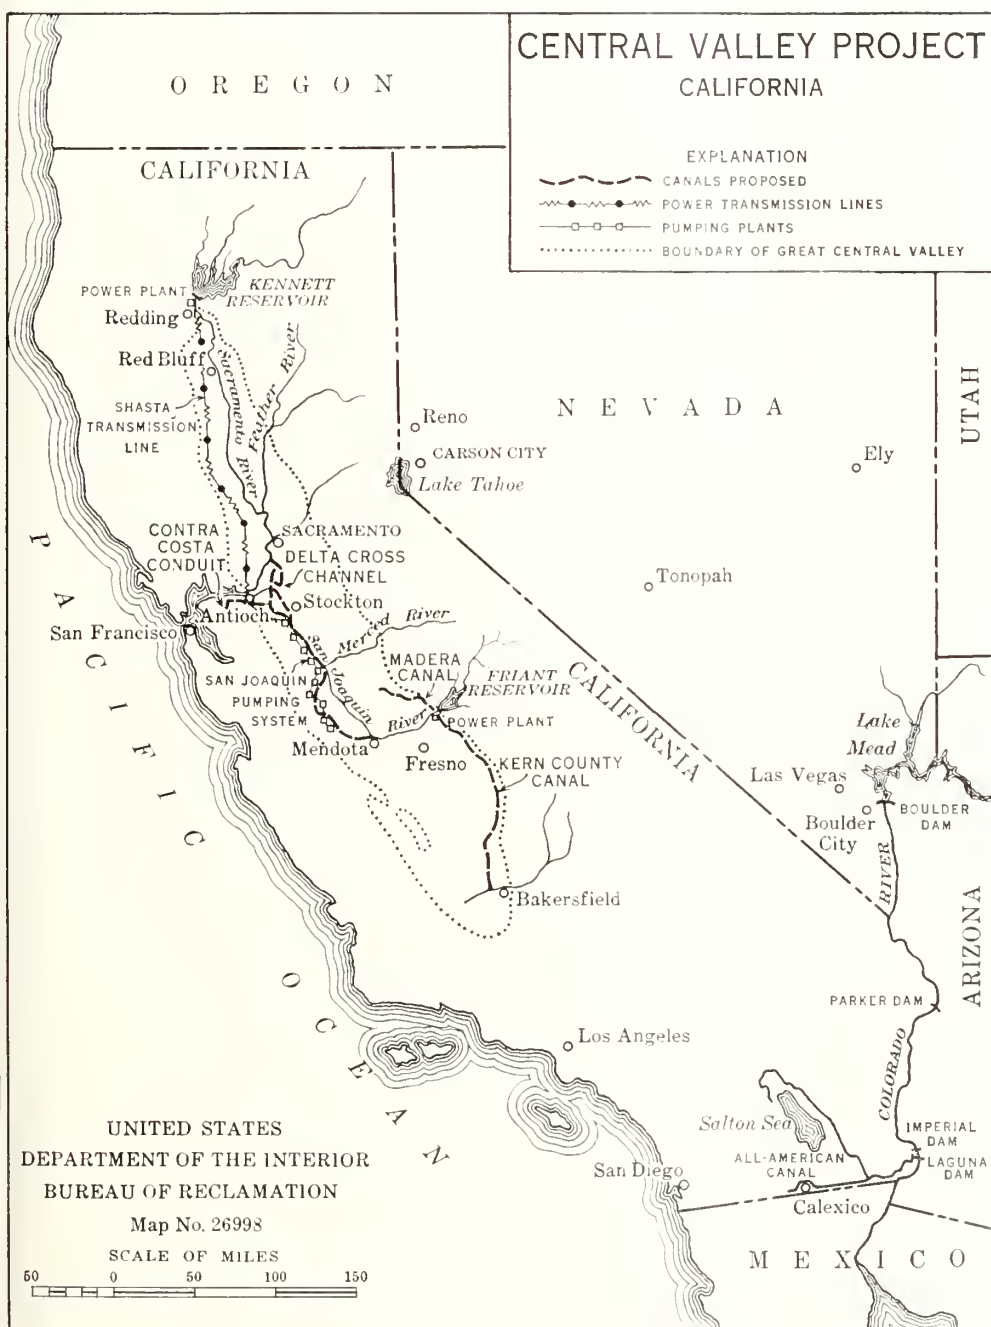 CENTRAL VALLEY PROJECT
CALIFORNIA
EXPLANATION
CANALS PROPOSED
POWER TRANSMISSION LINES
PUMPING PLANTS
BOUNDARY OF GREAT CENTRAL VALLEY
OREGON
CALIFORNIA
KENNETT
RESERVOIR
POWER PLANT
Redding
Red Bluff
Sacramento River
Feather River
SHASTA
TRANSMISSION
LINE
NEVADA
UTAH
Reno
CARSON CITY
Lake Tahoe
Ely
Tonopah
CONTRA
COSTA
CONDUIT
SACRAMENTO
DELTA CROSS
CHANNEL
Antioch
Stockton
San Francisco
Merced River
San Joaquin River
SAN JOAQUIN
PUMPING
SYSTEM
MADERA
CANAL
FRIANT
RESERVOIR
POWER PLANT
Mendota
Fresno
KERN COUNTY
CANAL
Bakersfield
CALIFORNIA
Lake
Mead
Las Vegas
Boulder
City
BOULDER
DAM
RIVER
ARIZONA
PARKER DAM
COLORADO
PACIFIC OCEAN
Los Angeles
Salton Sea
IMPERIAL
DAM
LAGUNA
DAM
ALL-AMERICAN
CANAL
San Diego
Calexico
MEXICO
UNITED STATES
DEPARTMENT OF THE INTERIOR
BUREAU OF RECLAMATION
Map No. 26998
SCALE OF MILES
50 0 50 100 150